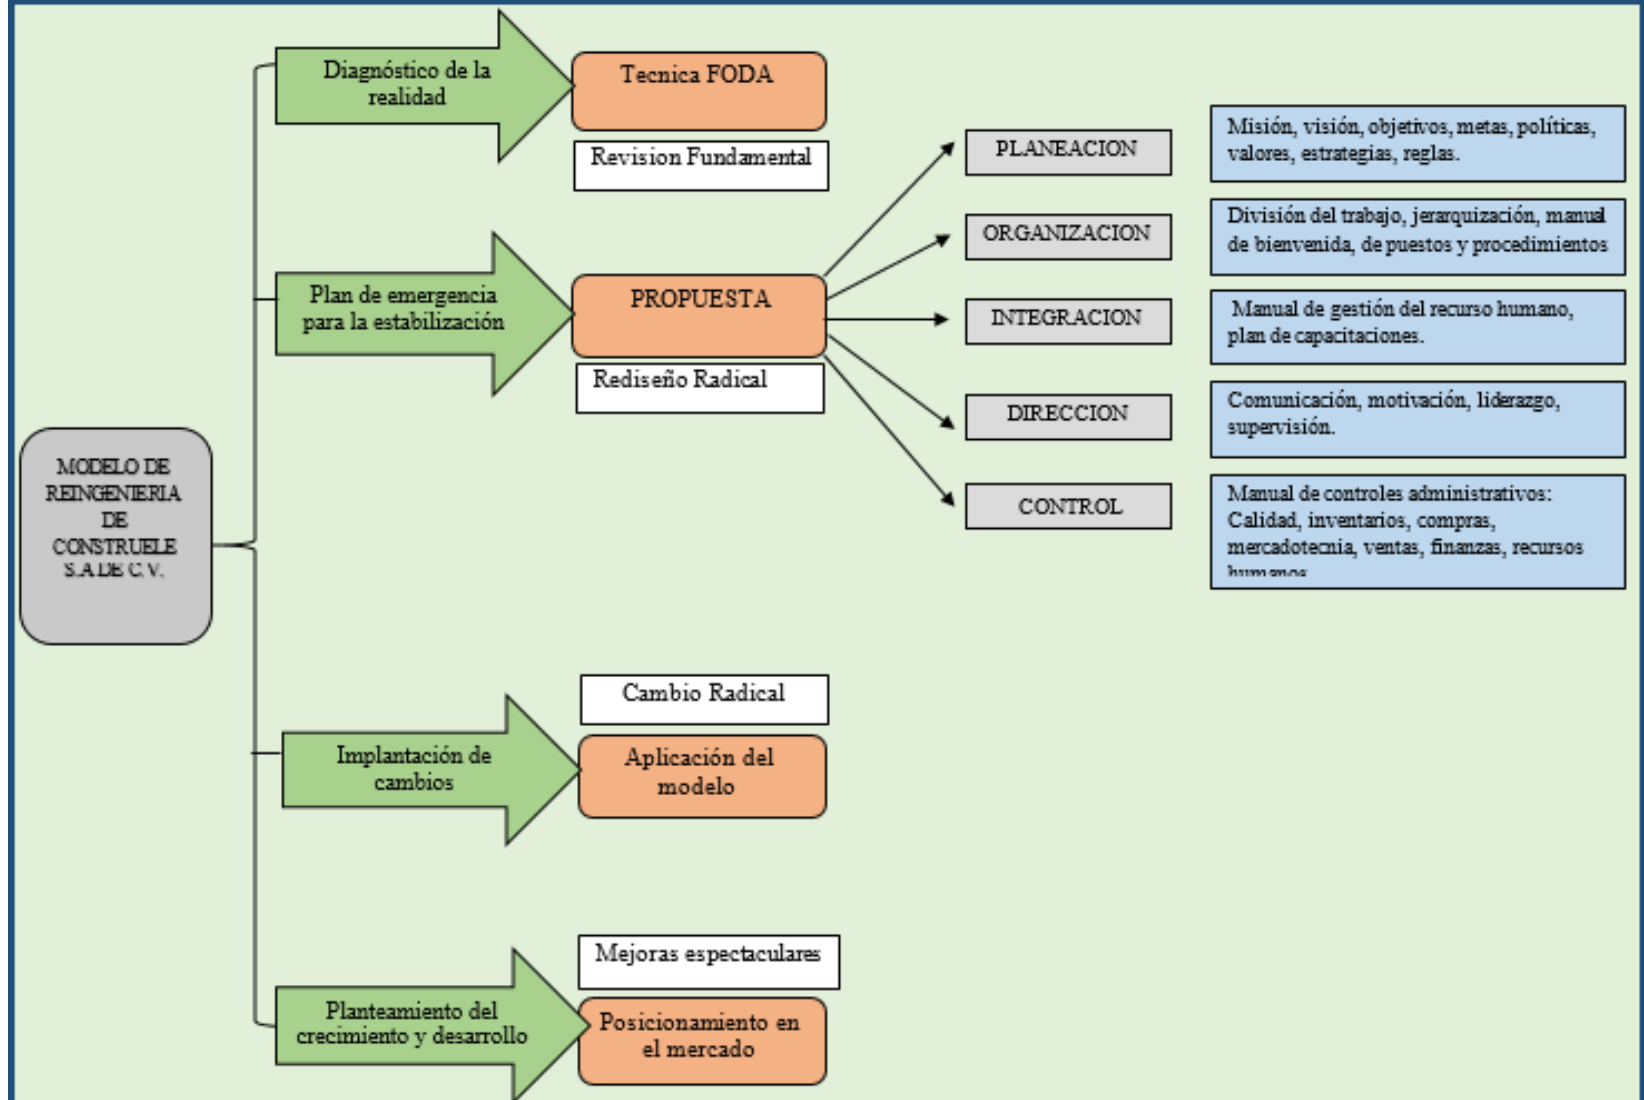 MODELO DE
REINGENIERIA
DE
CONSTRUELE
S.A DE C.V.
Diagnóstico de la
realidad
Tecnica FODA
Revision Fundamental
Plan de emergencia
para la estabilización
PROPUESTA
Rediseño Radical
PLANEACION
Misión, visión, objetivos, metas, políticas,
valores, estrategias, reglas.
ORGANIZACION
División del trabajo, jerarquización, manual
de bienvenida, de puestos y procedimientos
INTEGRACION
Manual de gestión del recurso humano,
plan de capacitaciones.
DIRECCION
Comunicación, motivación, liderazgo,
supervisión.
CONTROL
Manual de controles administrativos:
Calidad, inventarios, compras,
mercadotecnia, ventas, finanzas, recursos
humanos
Implantación de
cambios
Cambio Radical
Aplicación del
modelo
Planteamiento del
crecimiento y desarrollo
Mejoras espectaculares
Posicionamiento en
el mercado